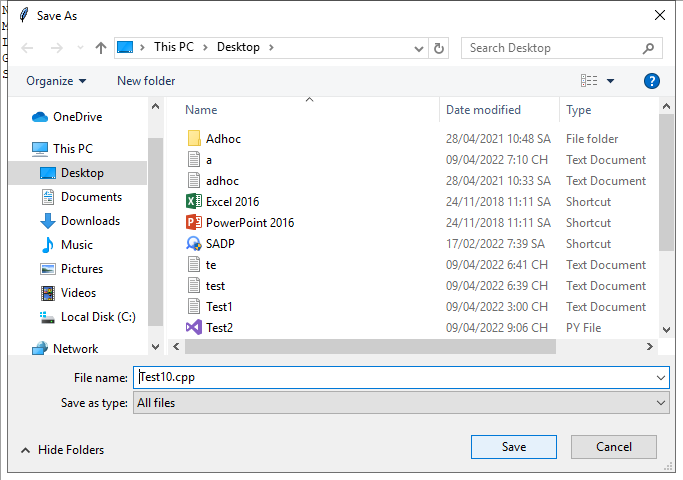 Save As
This PC
Desktop
Search Desktop
Organize
New folder
Name Date modified Type
OneDrive
This PC
Desktop
Documents
Downloads
Music
Pictures
Videos
Local Disk (C:)
Network
Adhoc 28/04/2021 10:48 SA File folder
a 09/04/2022 7:10 CH Text Document
adhoc 28/04/2021 10:33 SA Text Document
Excel 2016 24/11/2018 11:11 SA Shortcut
PowerPoint 2016 24/11/2018 11:11 SA Shortcut
SADP 17/02/2022 7:39 SA Shortcut
te 09/04/2022 6:41 CH Text Document
test 09/04/2022 6:39 CH Text Document
Test1 09/04/2022 3:00 CH Text Document
Test2 09/04/2022 9:06 CH PY File
File name: Test10.cpp
Save as type: All files
Hide Folders
Save
Cancel